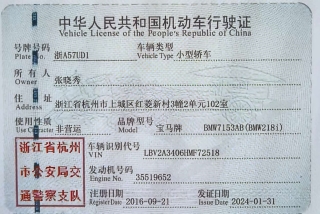 中华人民共和国机动车行驶证
Vehicle License of the People's Republic of China
号牌号码 浙A57UD1 车辆类型 小型轿车
Plate No. Vehicle Type
所有人 张晓秀
Owner
住址 浙江省杭州市上城区红菱新村3幢2单元102室
Address
使用性质 非营运 品牌型号 宝马牌 BMW7153AB(BMW218i)
Use Character Model
浙江省杭州
市公安局交
通警察支队
车辆识别代号 LBV2A3406HMF72518
VIN
发动机号码 35519652
Engine No.
注册日期 2016-09-21 发证日期 2024-01-31
Register Date Issue Date